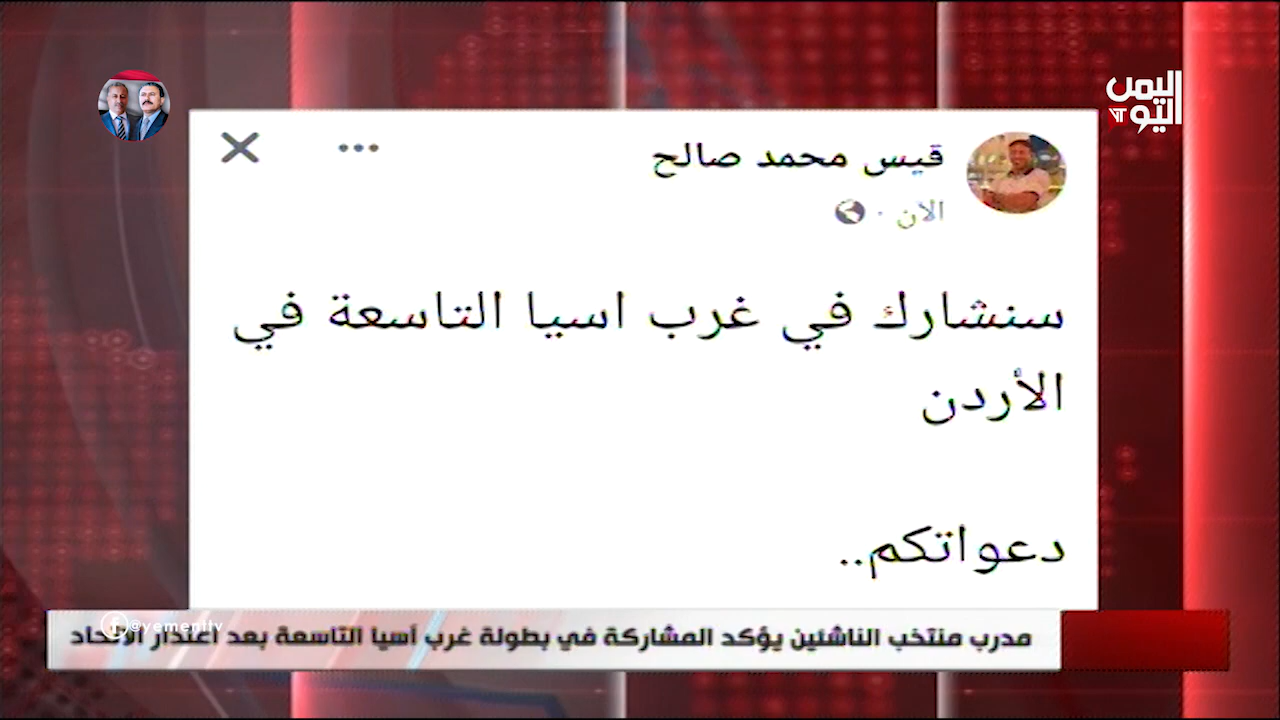 اليمن
اليوم
قيس محمد صالح
الآن
سنشارك في غرب اسيا التاسعة في
الأردن
دعواتكم..
مدرب منتخب الناشئين يؤكد المشاركة في بطولة غرب آسيا التاسعة بعد اعتذار الاتحاد
@yementtv